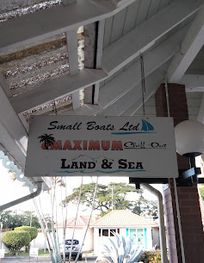 Small Boats Ltd
MAXIMUM Chill-Out
LAND & SEA